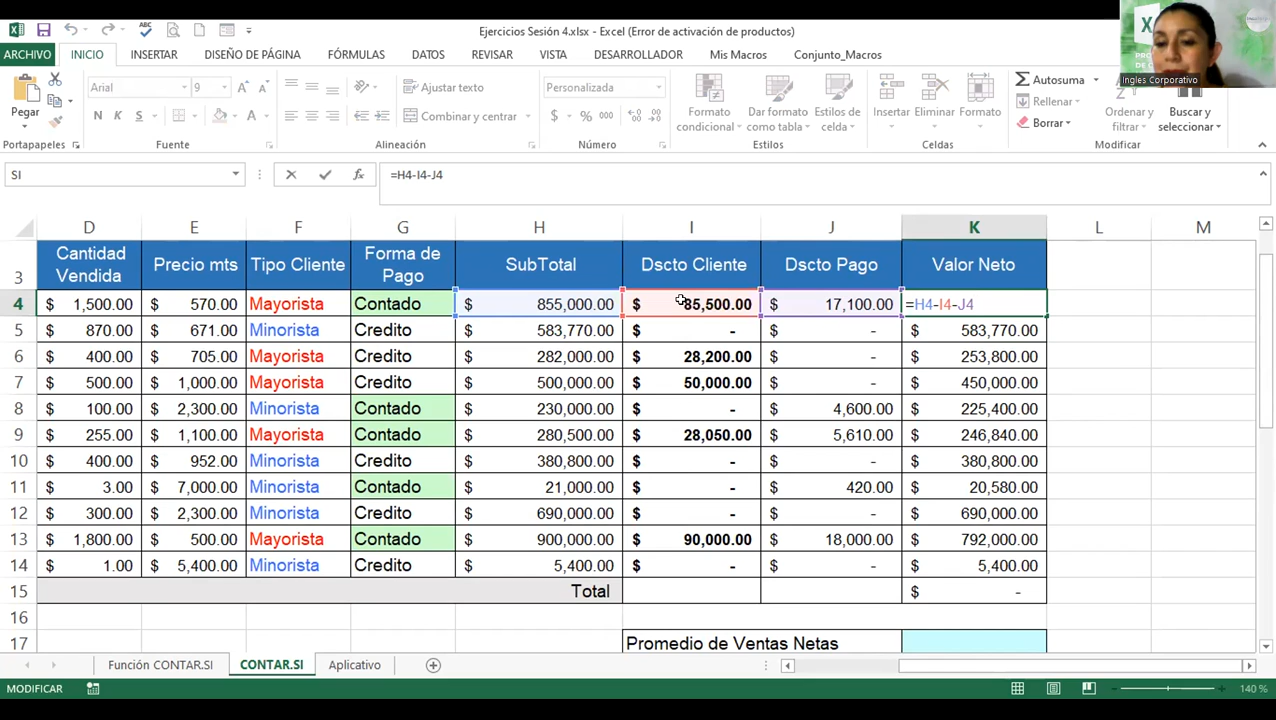 Ejercicios Sesión 4.xlsx - Excel (Error de activación de productos)
ARCHIVO INICIO INSERTAR DISEÑO DE PÁGINA FÓRMULAS DATOS REVISAR VISTA DESARROLLADOR Mis Macros Conjunto_Macros
Ingles Corporativo
Pegar
Portapapeles
Arial 9
N K S
Fuente
Ajustar texto
Combinar y centrar
Alineación
Personalizada
$ % 000
Número
Formato condicional
Dar formato como tabla
Estilos de celda
Estilos
Insertar Eliminar Formato
Celdas
Autosuma
Rellenar
Borrar
Ordenar y filtrar
Buscar y seleccionar
Modificar
SI =H4-I4-J4
D E F G H I J K L M
3 Cantidad Vendida Precio mts Tipo Cliente Forma de Pago SubTotal Dscto Cliente Dscto Pago Valor Neto
4 $ 1,500.00 $ 570.00 Mayorista Contado $ 855,000.00 $ 85,500.00 $ 17,100.00 =H4-I4-J4
5 $ 870.00 $ 671.00 Minorista Credito $ 583,770.00 $ - $ - $ 583,770.00
6 $ 400.00 $ 705.00 Mayorista Credito $ 282,000.00 $ 28,200.00 $ - $ 253,800.00
7 $ 500.00 $ 1,000.00 Mayorista Credito $ 500,000.00 $ 50,000.00 $ - $ 450,000.00
8 $ 100.00 $ 2,300.00 Minorista Contado $ 230,000.00 $ - $ 4,600.00 $ 225,400.00
9 $ 255.00 $ 1,100.00 Mayorista Contado $ 280,500.00 $ 28,050.00 $ 5,610.00 $ 246,840.00
10 $ 400.00 $ 952.00 Minorista Credito $ 380,800.00 $ - $ - $ 380,800.00
11 $ 3.00 $ 7,000.00 Minorista Contado $ 21,000.00 $ - $ 420.00 $ 20,580.00
12 $ 300.00 $ 2,300.00 Minorista Credito $ 690,000.00 $ - $ - $ 690,000.00
13 $ 1,800.00 $ 500.00 Mayorista Contado $ 900,000.00 $ 90,000.00 $ 18,000.00 $ 792,000.00
14 $ 1.00 $ 5,400.00 Minorista Credito $ 5,400.00 $ - $ - $ 5,400.00
15 Total $ -
16
17 Promedio de Ventas Netas
Función CONTAR.SI CONTAR.SI Aplicativo
MODIFICAR 140 %